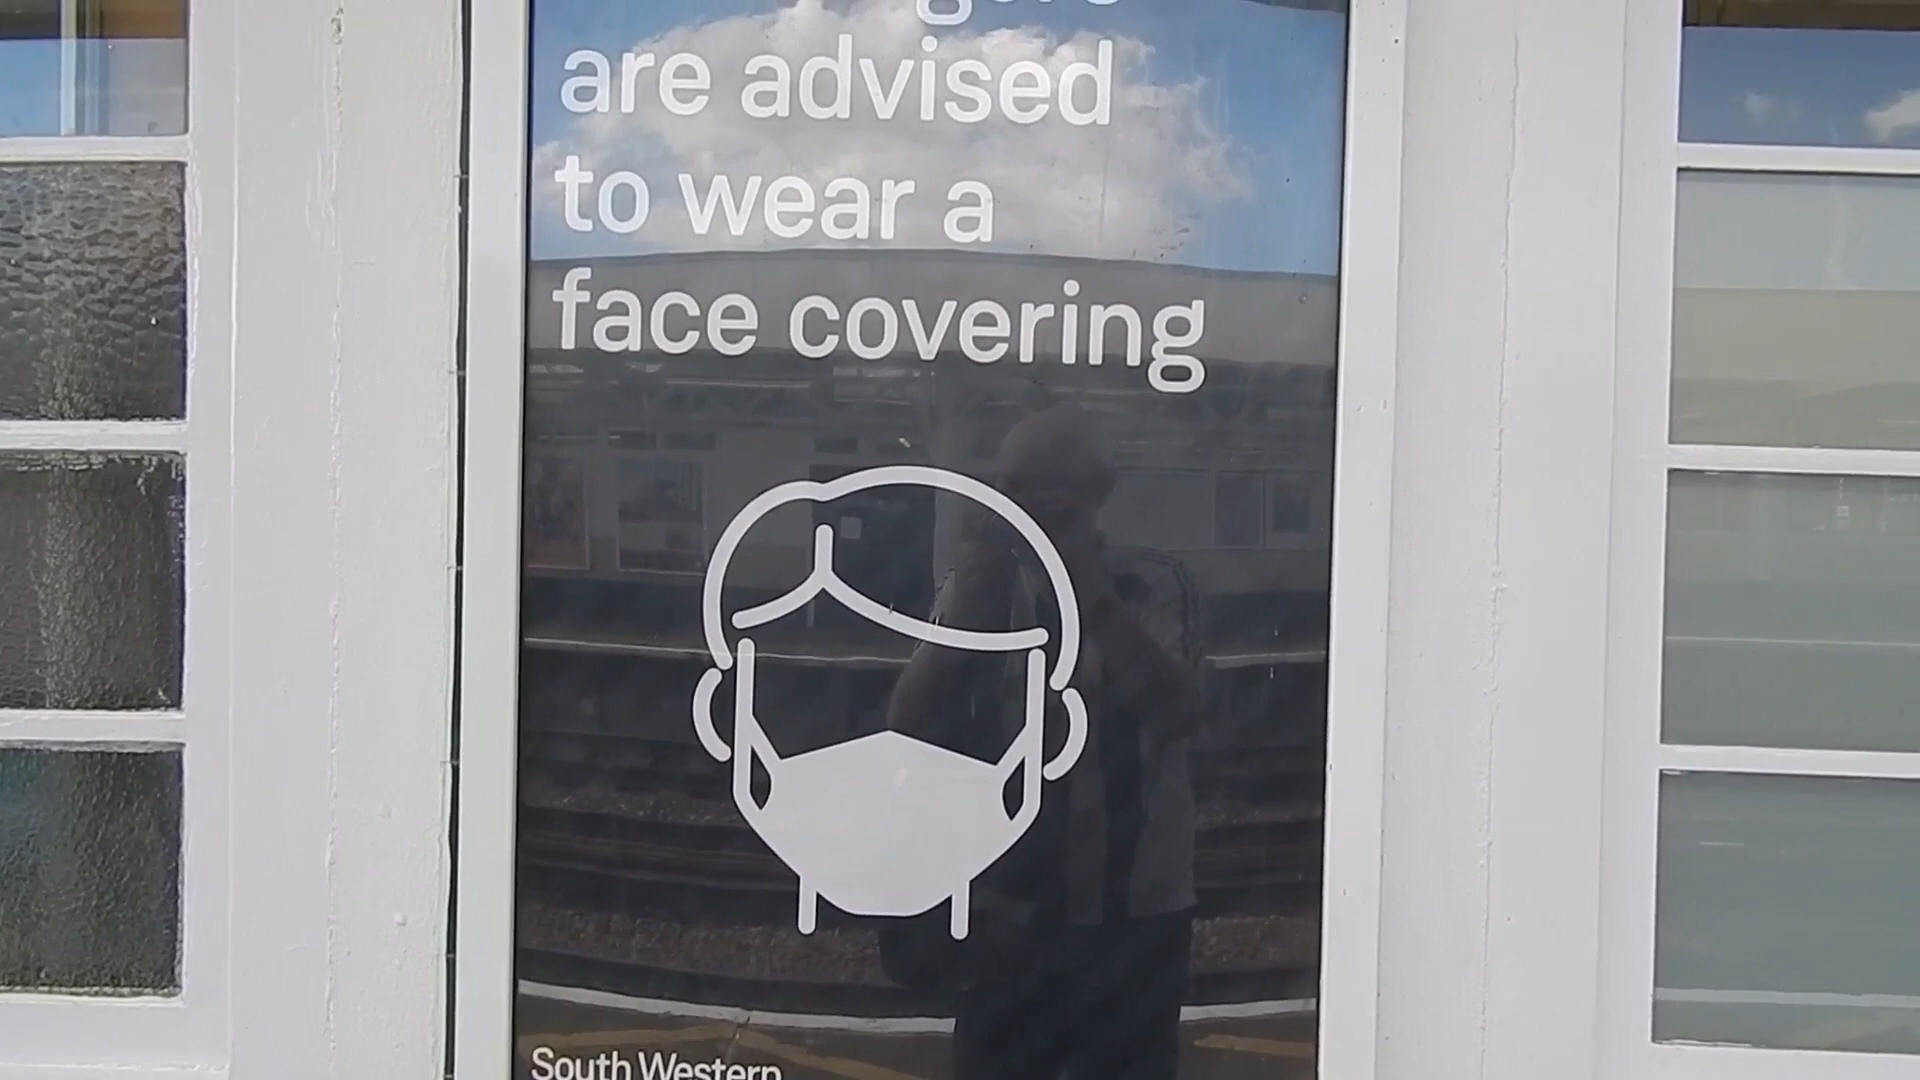 are advised
to wear a
face covering
South Western